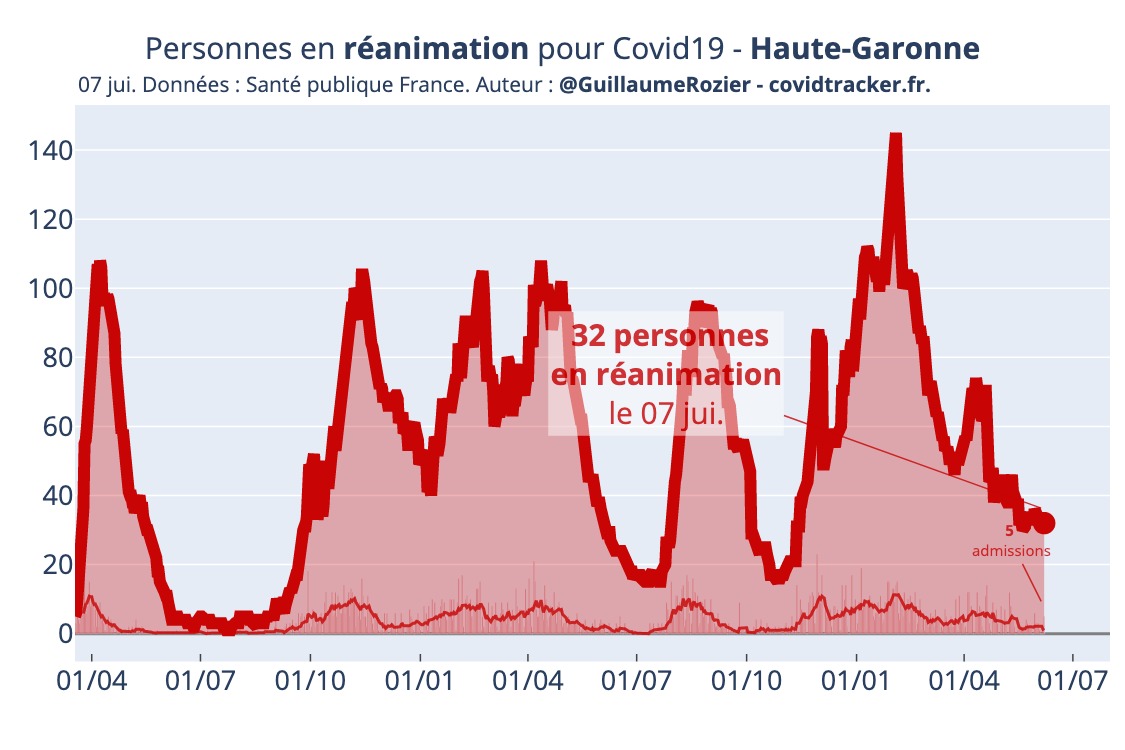 Personnes en réanimation pour Covid19 - Haute-Garonne
07 jui. Données : Santé publique France. Auteur : @GuillaumeRozier - covidtracker.fr.
140
120
100
80
60
40
20
0
32 personnes
en réanimation
le 07 jui.
5
admissions
01/04 01/07 01/10 01/01 01/04 01/07 01/10 01/01 01/04 01/07